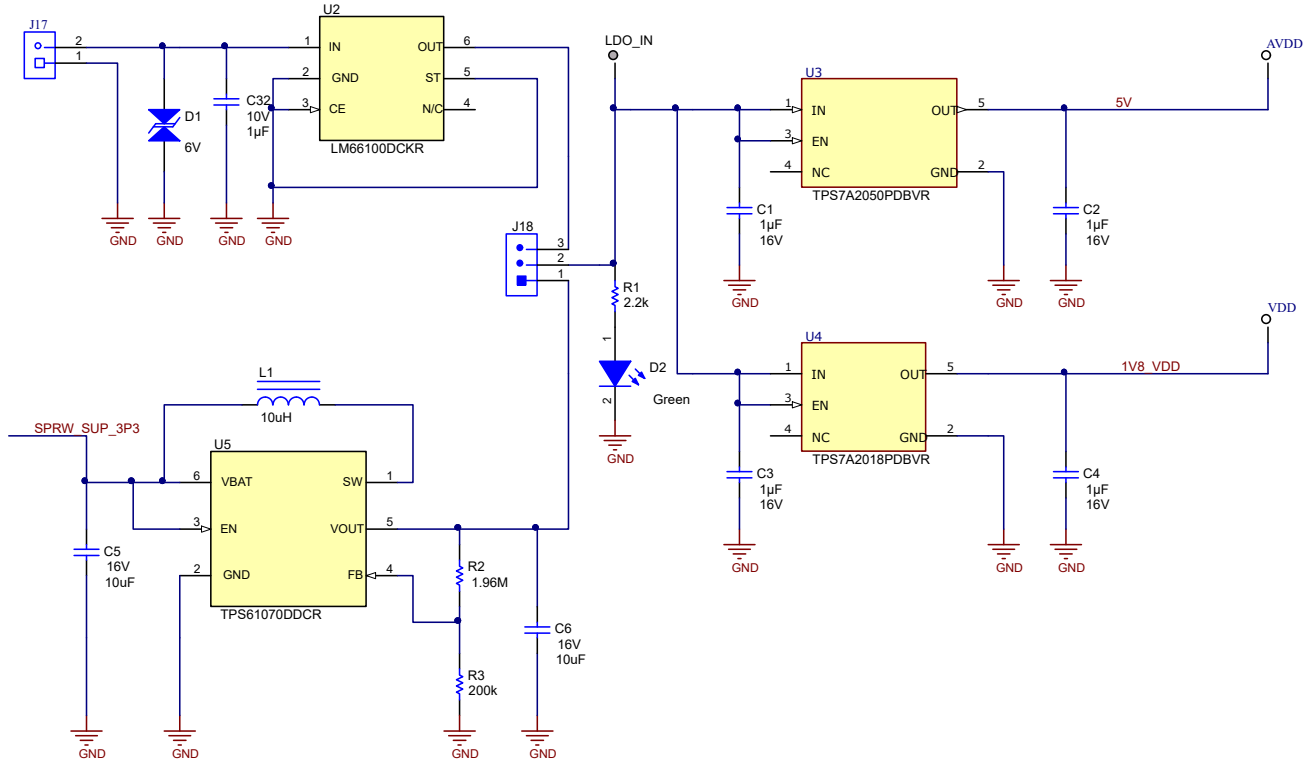 J17
2
1
D1
6V
C32
10V
1µF
GND
GND
GND
GND
U2
1
IN
OUT
6
2
GND
ST
5
3
CE
N/C
4
LM66100DCKR
J18
3
2
1
LDO_IN
R1
2.2k
1
D2
2
Green
GND
U3
1
IN
OUT
5
3
EN
4
NC
GND
2
TPS7A2050PDBVR
C1
1µF
16V
GND
GND
5V
AVDD
C2
1µF
16V
GND
U4
1
IN
OUT
5
3
EN
4
NC
GND
2
TPS7A2018PDBVR
C3
1µF
16V
GND
GND
1V8_VDD
VDD
C4
1µF
16V
GND
SPRW_SUP_3P3
L1
10uH
U5
6
VBAT
SW
1
3
EN
VOUT
5
2
GND
FB
4
TPS61070DDCR
C5
16V
10uF
R2
1.96M
R3
200k
C6
16V
10uF
GND
GND
GND
GND